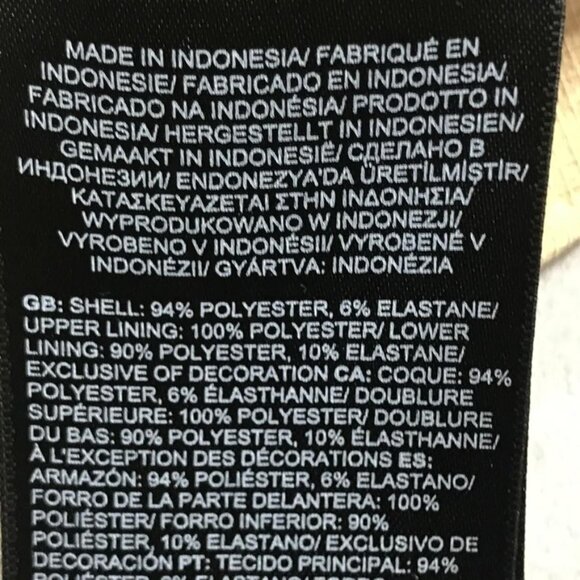 MADE IN INDONESIA/ FABRIQUÉ EN
INDONESIE/ FABRICADO EN INDONESIA/
FABRICADO NA INDONÉSIA/ PRODOTTO IN
INDONESIA/ HERGESTELLT IN INDONESIEN/
GEMAAKT IN INDONESIË/ СДЕЛАНО В
ИНДОНЕЗИИ/ ENDONEZYA'DA ÜRETİLMİŞTİR/
ΚΑΤΑΣΚΕΥΑΖΕΤΑΙ ΣΤΗΝ ΙΝΔΟΝΗΣΙΑ/
WYPRODUKOWANO W INDONEZJI/
VYROBENO V INDONÉSII/ VYROBENÉ V
INDONÉZII/ GYÁRTVA: INDONÉZIA
GB: SHELL: 94% POLYESTER, 6% ELASTANE/
UPPER LINING: 100% POLYESTER/ LOWER
LINING: 90% POLYESTER, 10% ELASTANE/
EXCLUSIVE OF DECORATION CA: COQUE: 94%
POLYESTER, 6% ÉLASTHANNE/ DOUBLURE
SUPÉRIEURE: 100% POLYESTER/ DOUBLURE
DU BAS: 90% POLYESTER, 10% ÉLASTHANNE/
À L'EXCEPTION DES DÉCORATIONS ES:
ARMAZÓN: 94% POLIÉSTER, 6% ELASTANO/
FORRO DE LA PARTE DELANTERA: 100%
POLIÉSTER/ FORRO INFERIOR: 90%
POLIÉSTER, 10% ELASTANO/ EXCLUSIVO DE
DECORACIÓN PT: TECIDO PRINCIPAL: 94%